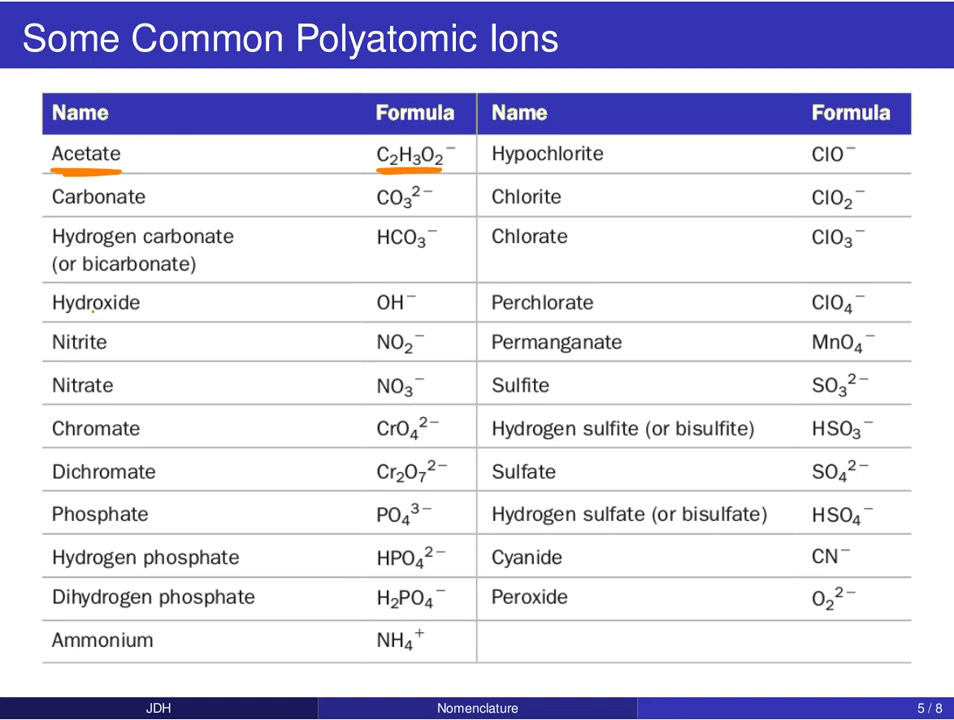 Some Common Polyatomic Ions
Name Formula Name Formula
Acetate C₂H₃O₂⁻ Hypochlorite ClO⁻
Carbonate CO₃²⁻ Chlorite ClO₂⁻
Hydrogen carbonate HCO₃⁻ Chlorate ClO₃⁻
(or bicarbonate)
Hydroxide OH⁻ Perchlorate ClO₄⁻
Nitrite NO₂⁻ Permanganate MnO₄⁻
Nitrate NO₃⁻ Sulfite SO₃²⁻
Chromate CrO₄²⁻ Hydrogen sulfite (or bisulfite) HSO₃⁻
Dichromate Cr₂O₇²⁻ Sulfate SO₄²⁻
Phosphate PO₄³⁻ Hydrogen sulfate (or bisulfate) HSO₄⁻
Hydrogen phosphate HPO₄²⁻ Cyanide CN⁻
Dihydrogen phosphate H₂PO₄⁻ Peroxide O₂²⁻
Ammonium NH₄⁺
JDH Nomenclature 5 / 8